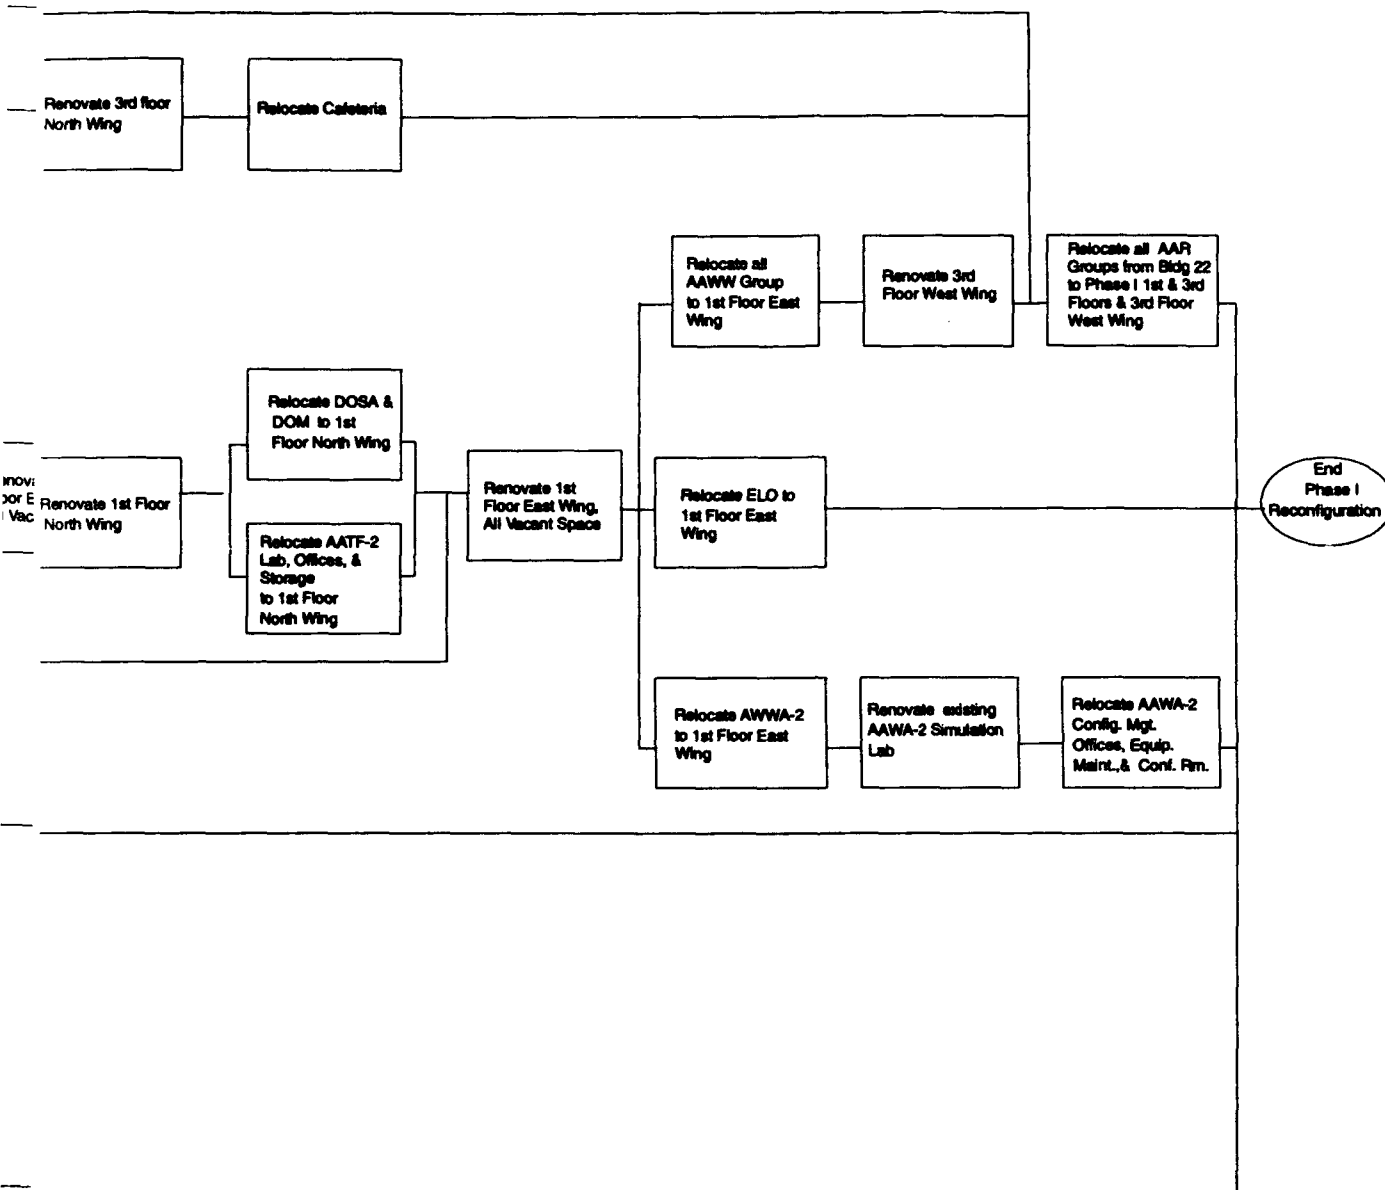 Renovate 3rd floor
North Wing
Relocate Cafeteria
Relocate all
AAWW Group
to 1st Floor East
Wing
Renovate 3rd
Floor West Wing
Relocate all AAR
Groups from Bldg 22
to Phase I 1st & 3rd
Floors & 3rd Floor
West Wing
Relocate DOSA &
DOM to 1st
Floor North Wing
Renovate 1st Floor
North Wing
Relocate AATF-2
Lab, Offices, &
Storage
to 1st Floor
North Wing
Renovate 1st
Floor East Wing,
All Vacant Space
Relocate ELO to
1st Floor East
Wing
End
Phase I
Reconfiguration
Relocate AWWA-2
to 1st Floor East
Wing
Renovate existing
AAWA-2 Simulation
Lab
Relocate AAWA-2
Config. Mgt.
Offices, Equip.
Maint.,& Conf. Rm.